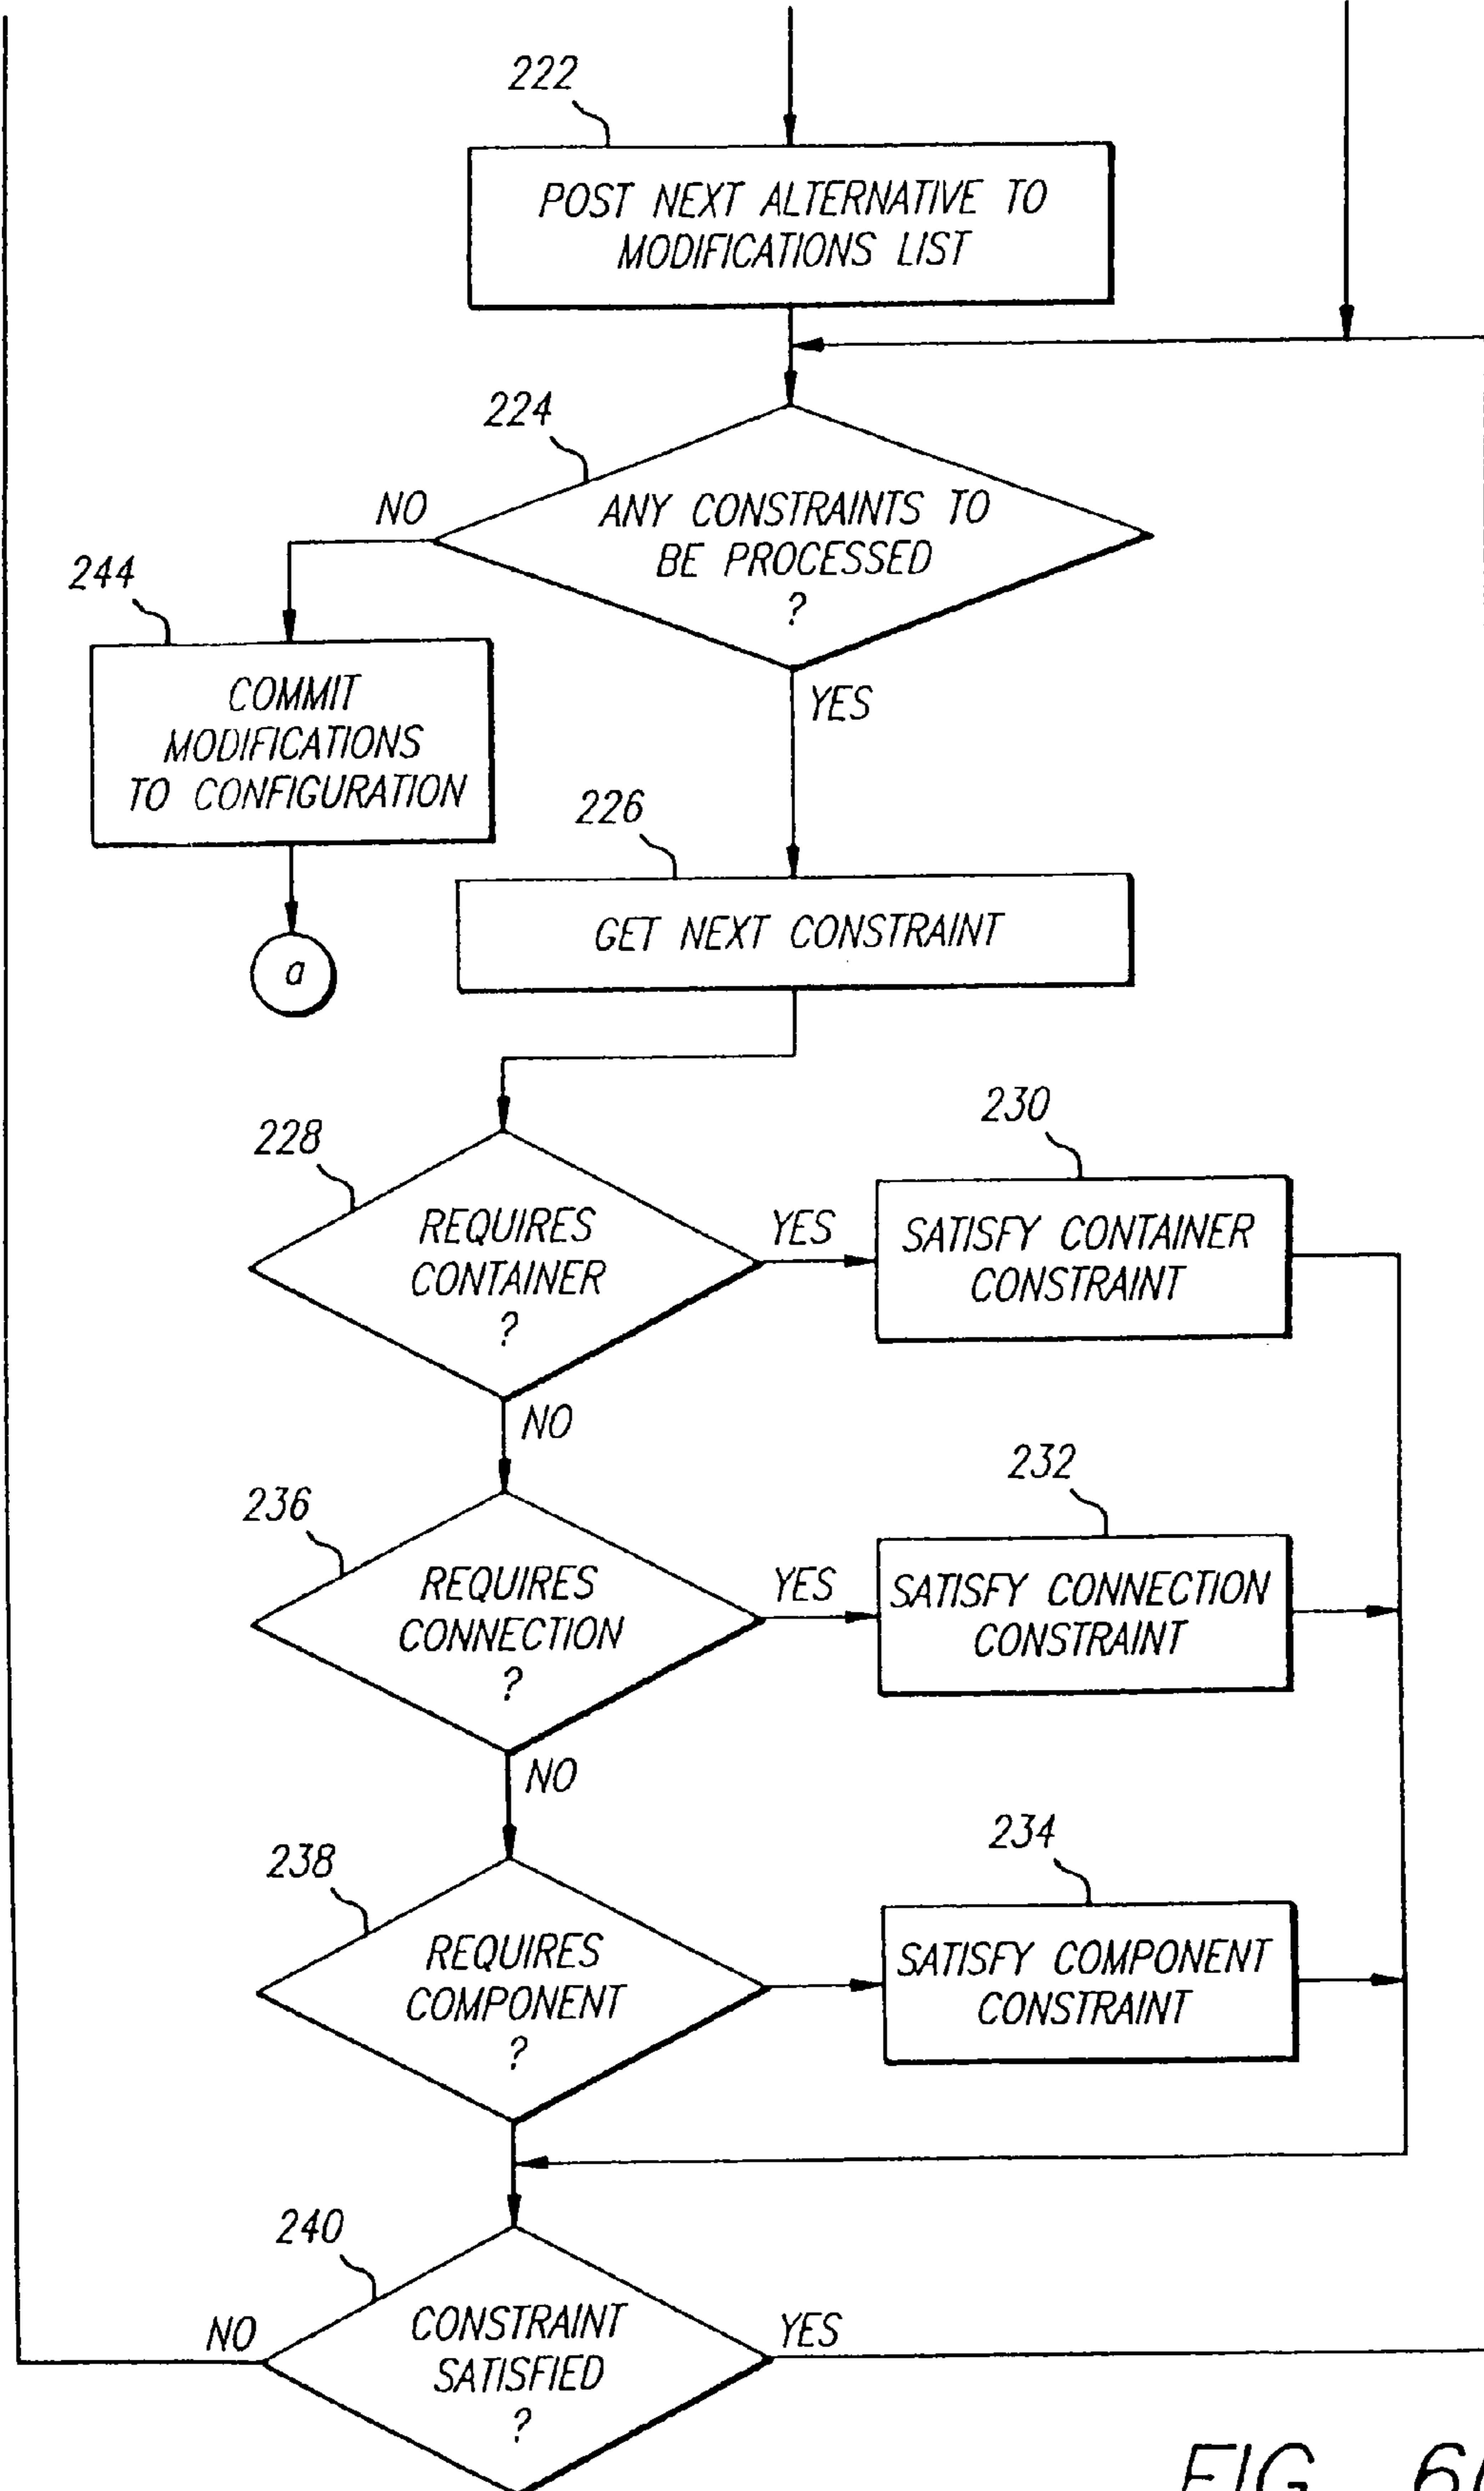 222
POST NEXT ALTERNATIVE TO
MODIFICATIONS LIST
224
NO
ANY CONSTRAINTS TO
BE PROCESSED
?
244
YES
COMMIT
MODIFICATIONS
TO CONFIGURATION
226
GET NEXT CONSTRAINT
a
230
228
REQUIRES
CONTAINER
?
YES
SATISFY CONTAINER
CONSTRAINT
NO
232
236
REQUIRES
CONNECTION
?
YES
SATISFY CONNECTION
CONSTRAINT
NO
234
238
REQUIRES
COMPONENT
?
SATISFY COMPONENT
CONSTRAINT
240
NO
CONSTRAINT
SATISFIED
?
YES
FIG.